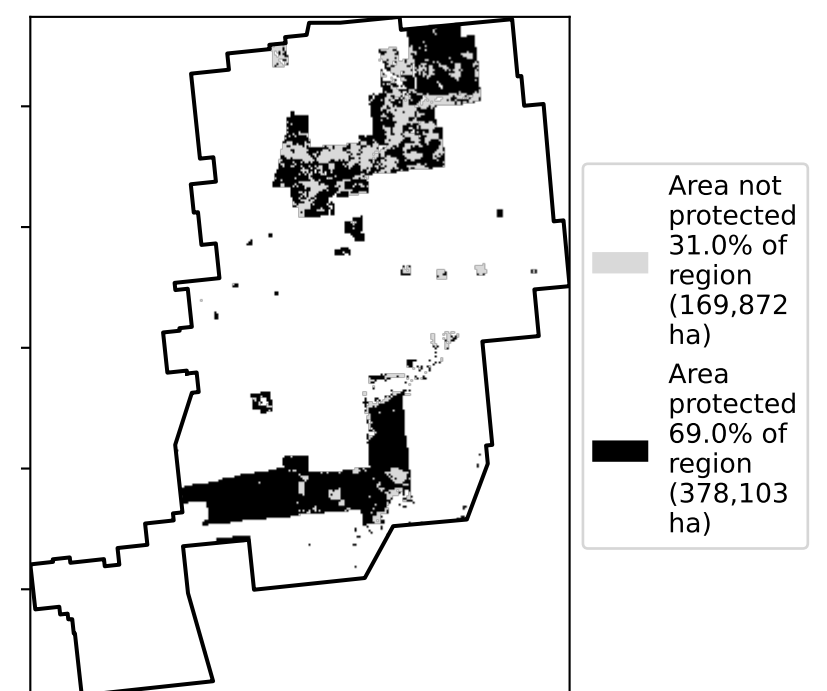 Area not
protected
31.0% of
region
(169,872
ha)
Area
protected
69.0% of
region
(378,103
ha)